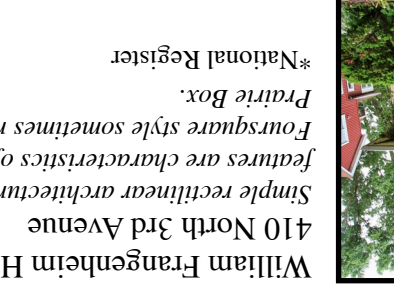 William Frangenheim H
410 North 3rd Avenue
Simple rectilinear
features are characteristics
Foursquare style sometimes
Prairie Box.
*National Register